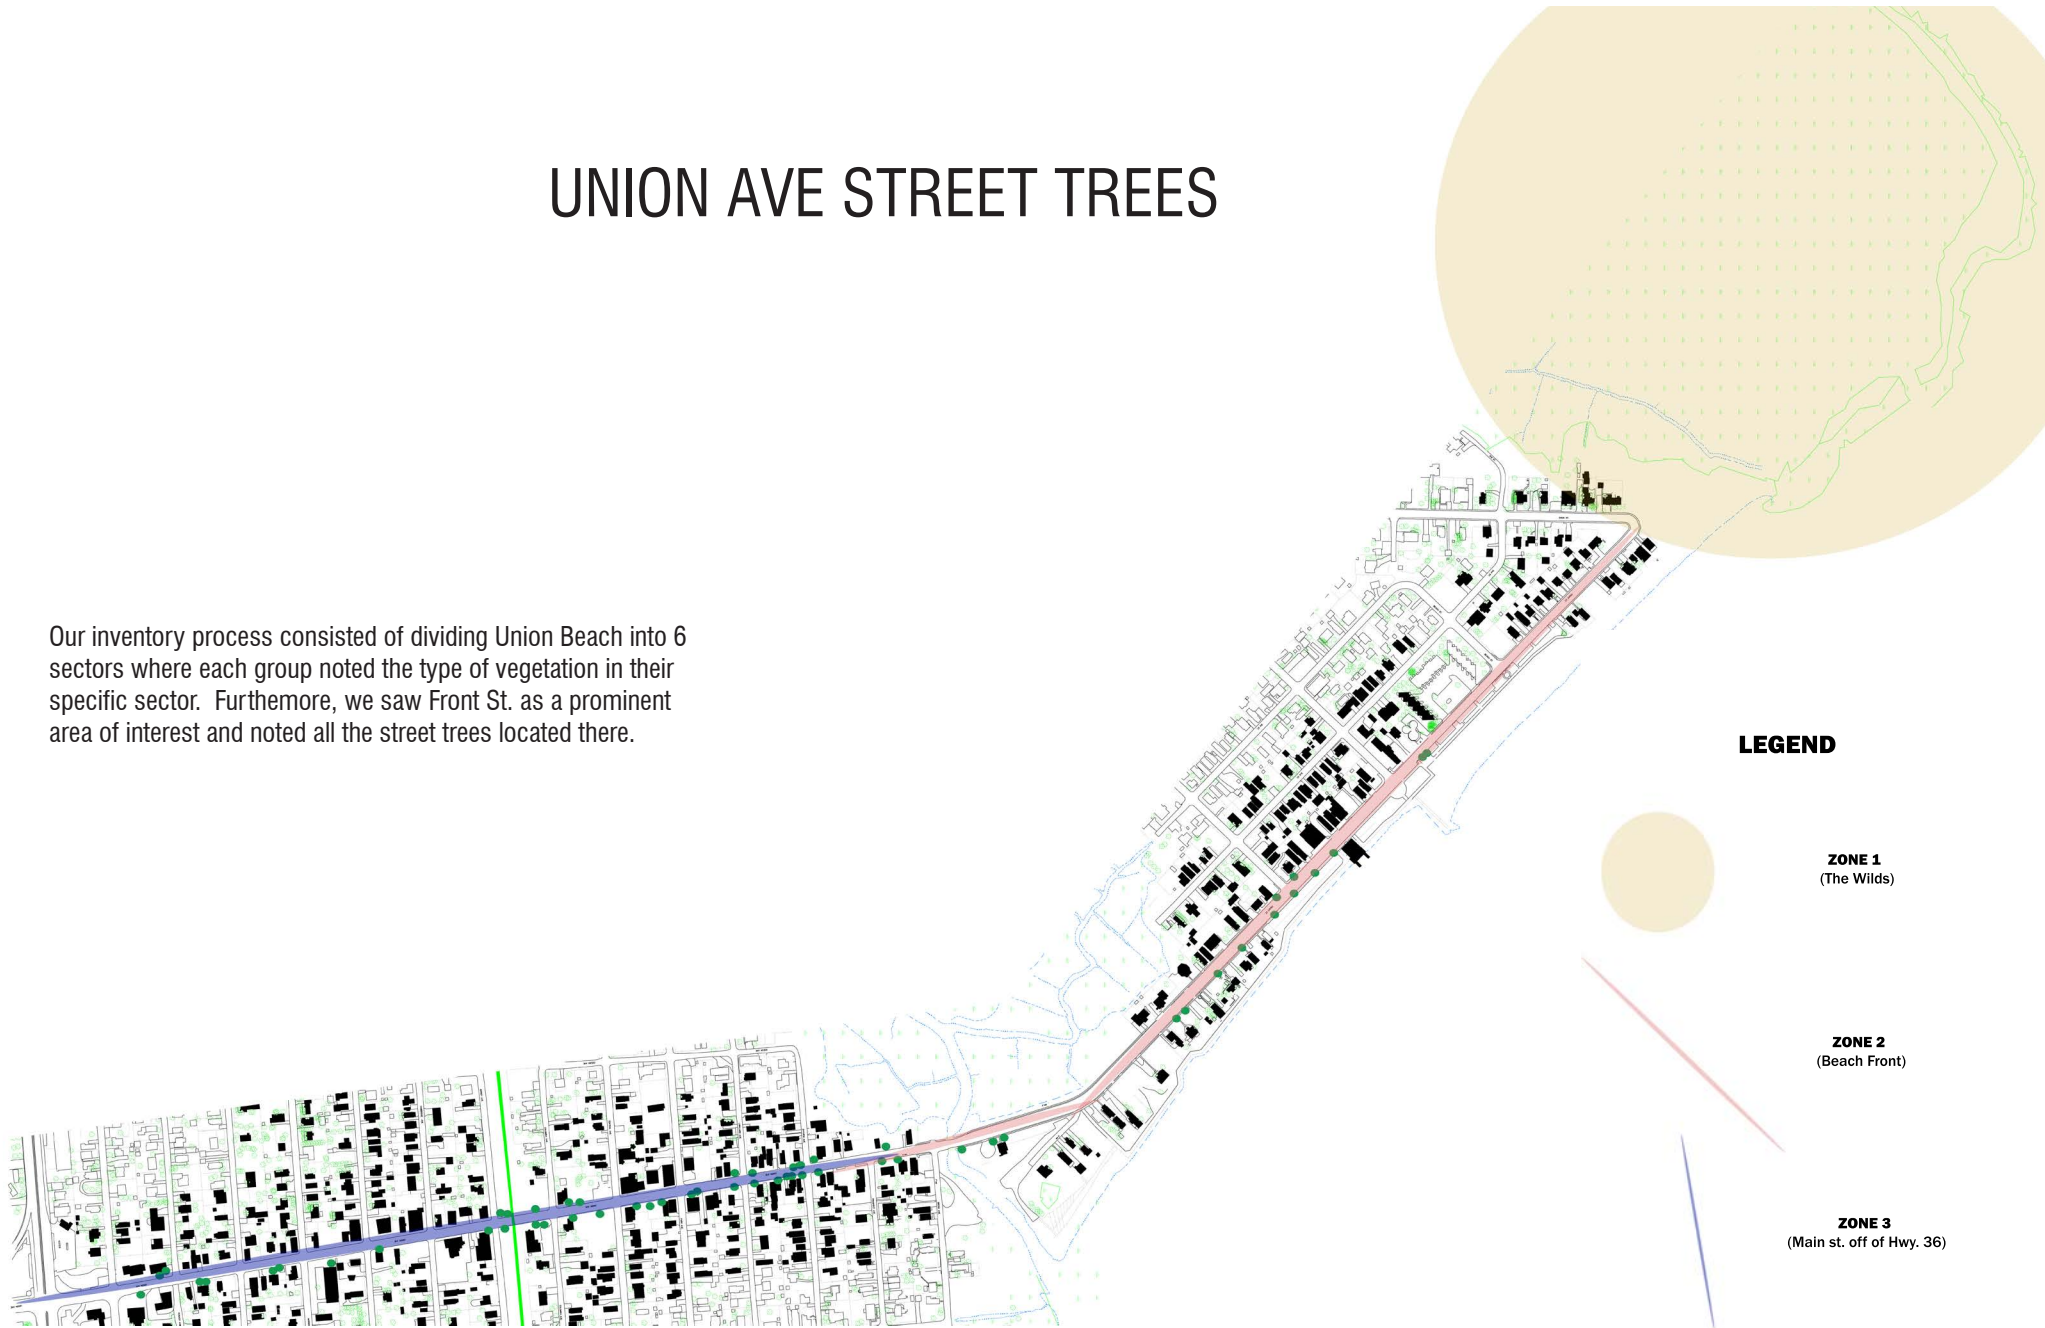 UNION AVE STREET TREES
Our inventory process consisted of dividing Union Beach into 6
sectors where each group noted the type of vegetation in their
specific sector.  Furthemore, we saw Front St. as a prominent
area of interest and noted all the street trees located there.
LEGEND
ZONE 1
(The Wilds)
ZONE 2
(Beach Front)
ZONE 3
(Main st. off of Hwy. 36)